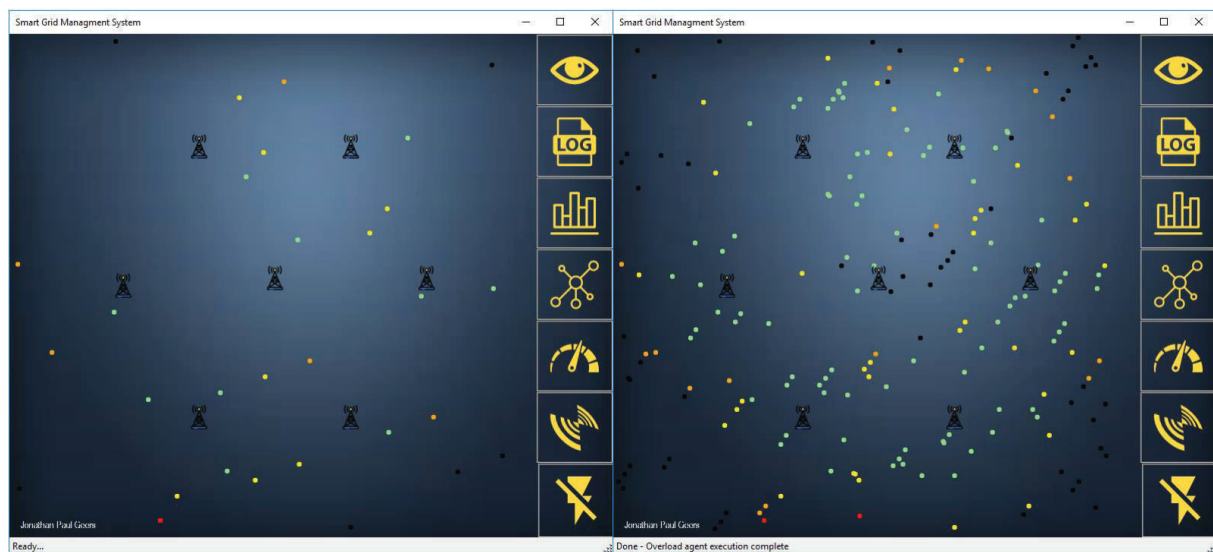 Smart Grid Managment System
LOG
Jonathan Paul Geers
Ready...
Smart Grid Managment System
LOG
Jonathan Paul Geers
Done - Overload agent execution complete